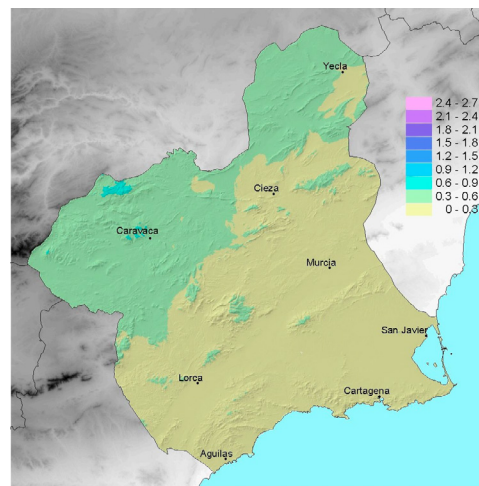 Yecla
2.4 - 2.7
2.1 - 2.4
1.8 - 2.1
1.5 - 1.8
1.2 - 1.5
0.9 - 1.2
0.6 - 0.9
0.3 - 0.6
0 - 0.3
Cieza
Caravaca
Murcia
San Javier
Lorca
Cartagena
Aguilas